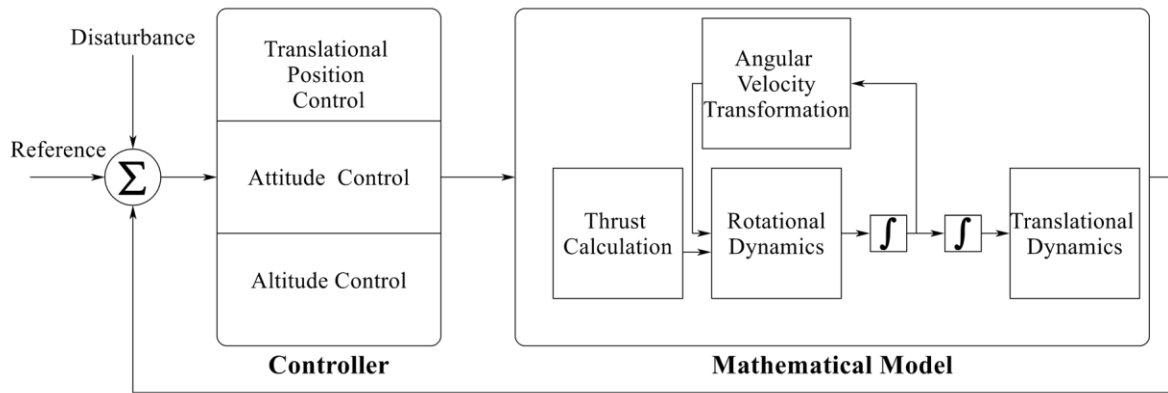 Disaturbance
Reference
Σ
Translational
Position
Control
Attitude Control
Altitude Control
Controller
Angular
Velocity
Transformation
Thrust
Calculation
Rotational
Dynamics
∫
∫
Translational
Dynamics
Mathematical Model